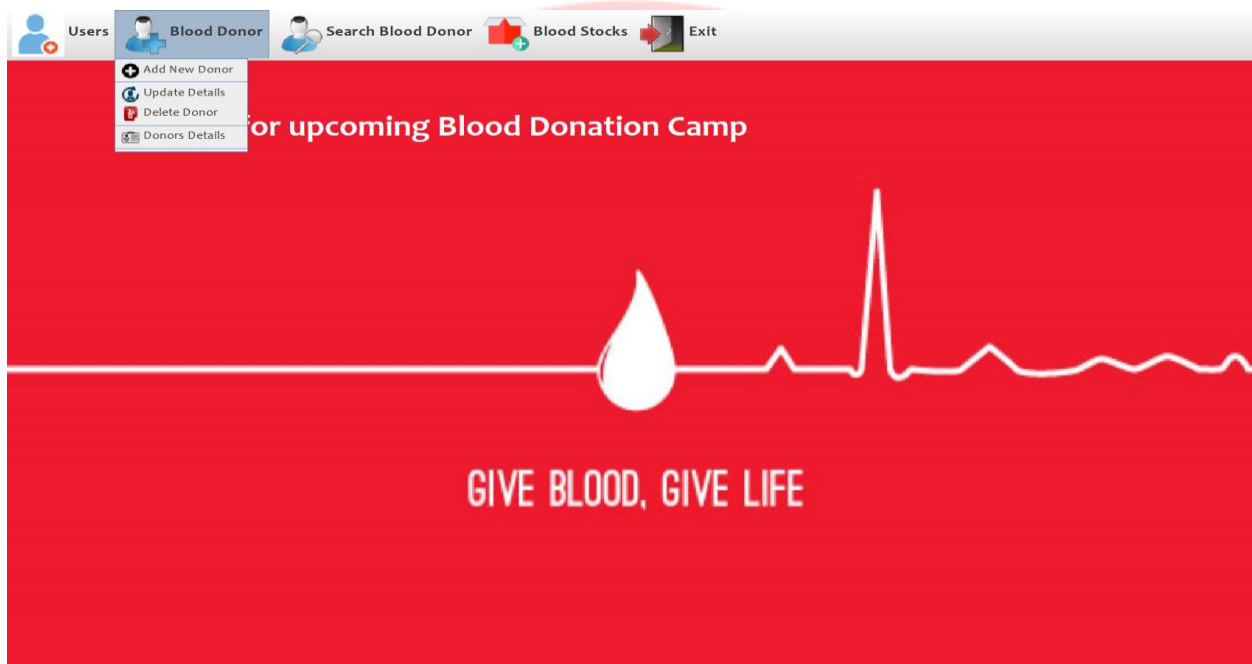 Users Blood Donor Search Blood Donor Blood Stocks Exit
Add New Donor
Update Details
Delete Donor
Donors Details
for upcoming Blood Donation Camp
GIVE BLOOD, GIVE LIFE